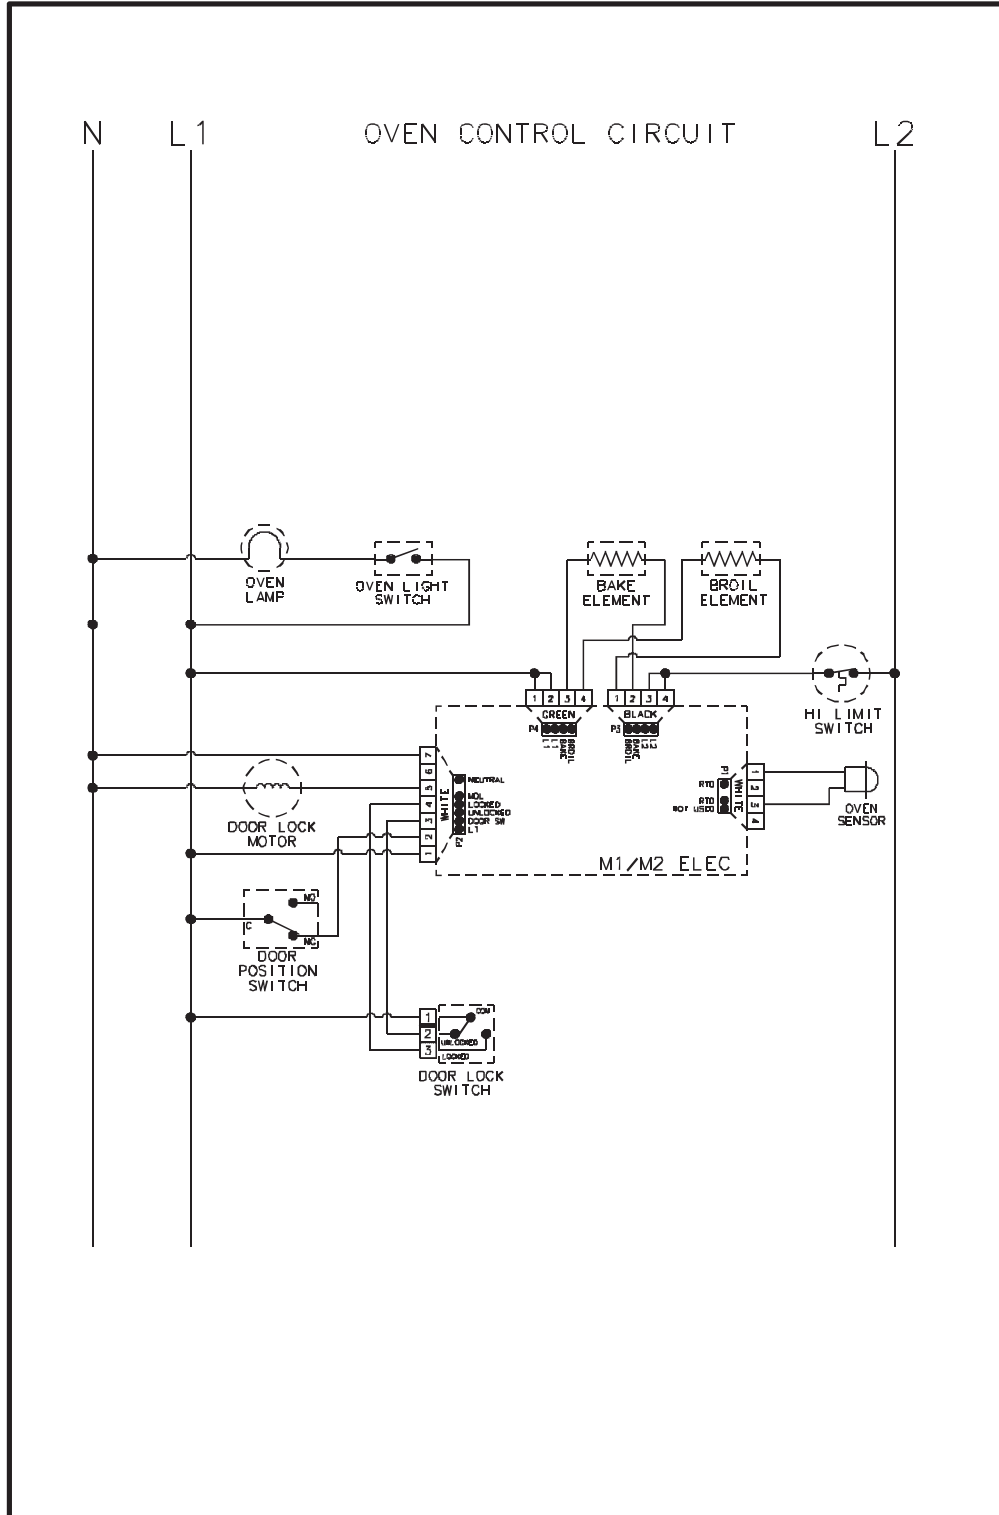 N L1 OVEN CONTROL CIRCUIT L2
OVEN
LAMP
OVEN LIGHT
SWITCH
BAKE
ELEMENT
BROIL
ELEMENT
HI LIMIT
SWITCH
1 2 3 4
GREEN
P4
L1
L1
BAKE
BROIL
1 2 3 4
BLACK
P3
BROIL
BAKE
L2
L2
7
6
5
4
3
2
1
WHITE
P2
NEUTRAL
MDL
LOCKED
UNLOCKED
DOOR SW
L1
P1
RTD
RTD
NOT USED
WHITE
1
2
3
4
OVEN
SENSOR
M1/M2 ELEC
DOOR LOCK
MOTOR
NO
C
NC
DOOR
POSITION
SWITCH
1
2
3
COM
UNLOCKED
LOCKED
DOOR LOCK
SWITCH